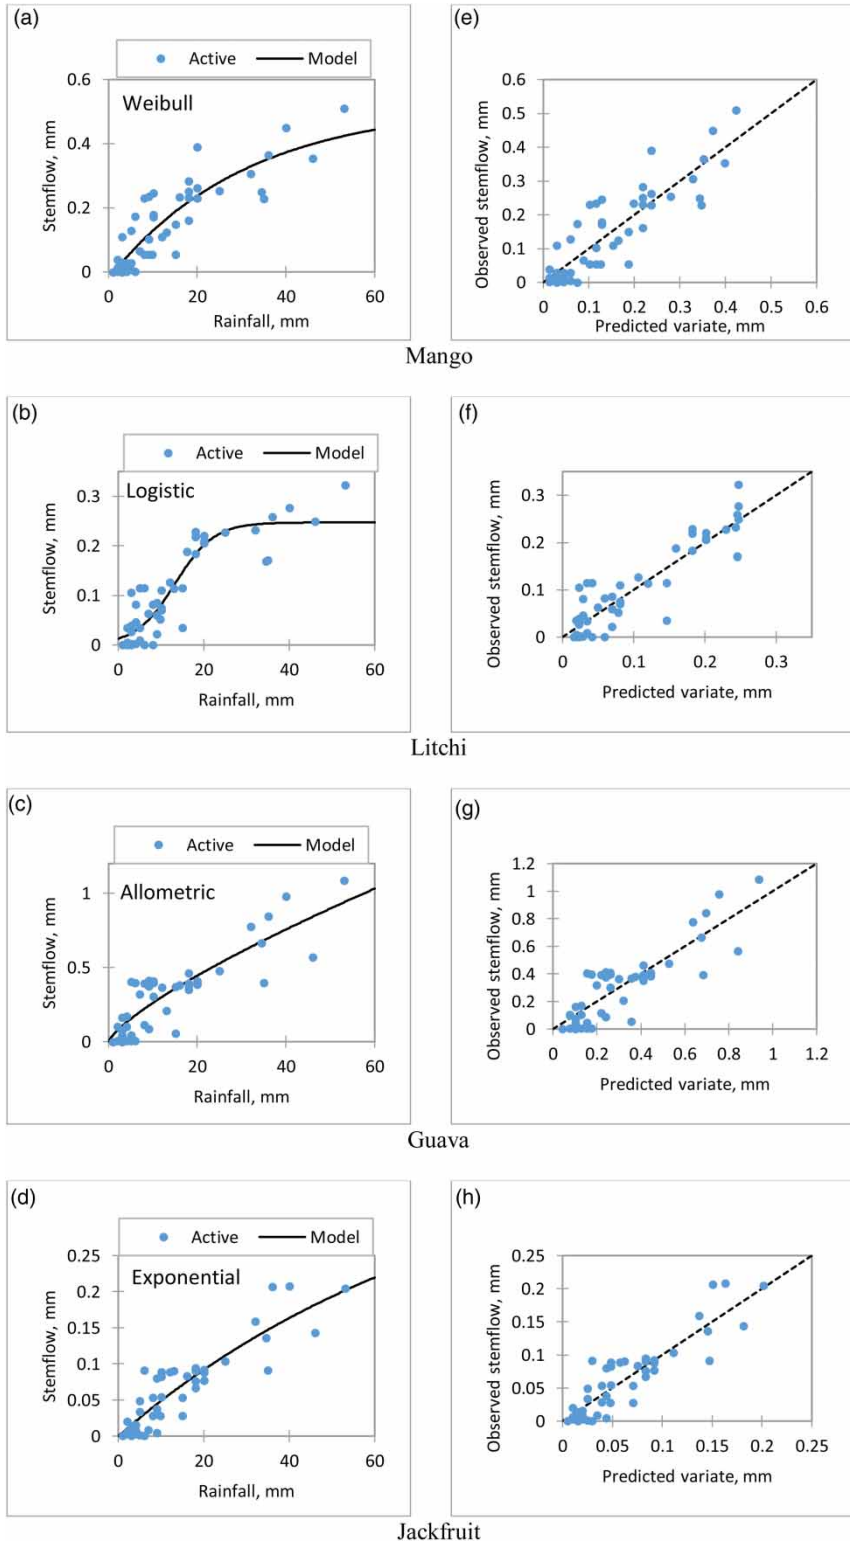 (a)
Active Model
Weibull
Stemflow, mm
0.6
0.4
0.2
0
0 20 40 60
Rainfall, mm
(e)
Observed stemflow, mm
0.6
0.5
0.4
0.3
0.2
0.1
0
0 0.1 0.2 0.3 0.4 0.5 0.6
Predicted variate, mm
Mango
(b)
Active Model
Logistic
Stemflow, mm
0.3
0.2
0.1
0
0 20 40 60
Rainfall, mm
(f)
Observed stemflow, mm
0.3
0.2
0.1
0
0 0.1 0.2 0.3
Predicted variate, mm
Litchi
(c)
Active Model
Allometric
Stemflow, mm
1
0.5
0
0 20 40 60
Rainfall, mm
(g)
Observed stemflow, mm
1.2
1
0.8
0.6
0.4
0.2
0
0 0.2 0.4 0.6 0.8 1 1.2
Predicted variate, mm
Guava
(d)
Active Model
Exponential
Stemflow, mm
0.25
0.2
0.15
0.1
0.05
0
0 20 40 60
Rainfall, mm
(h)
Observed stemflow, mm
0.25
0.2
0.15
0.1
0.05
0
0 0.05 0.1 0.15 0.2 0.25
Predicted variate, mm
Jackfruit